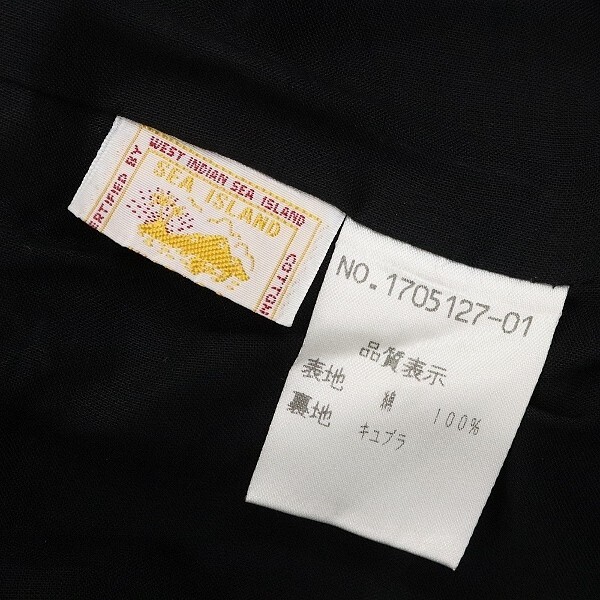 CERTIFIED BY
WEST INDIAN SEA ISLAND
COTTON
SEA ISLAND
NO.1705127-01
品質表示
表地 綿 100%
裏地 キュプラ